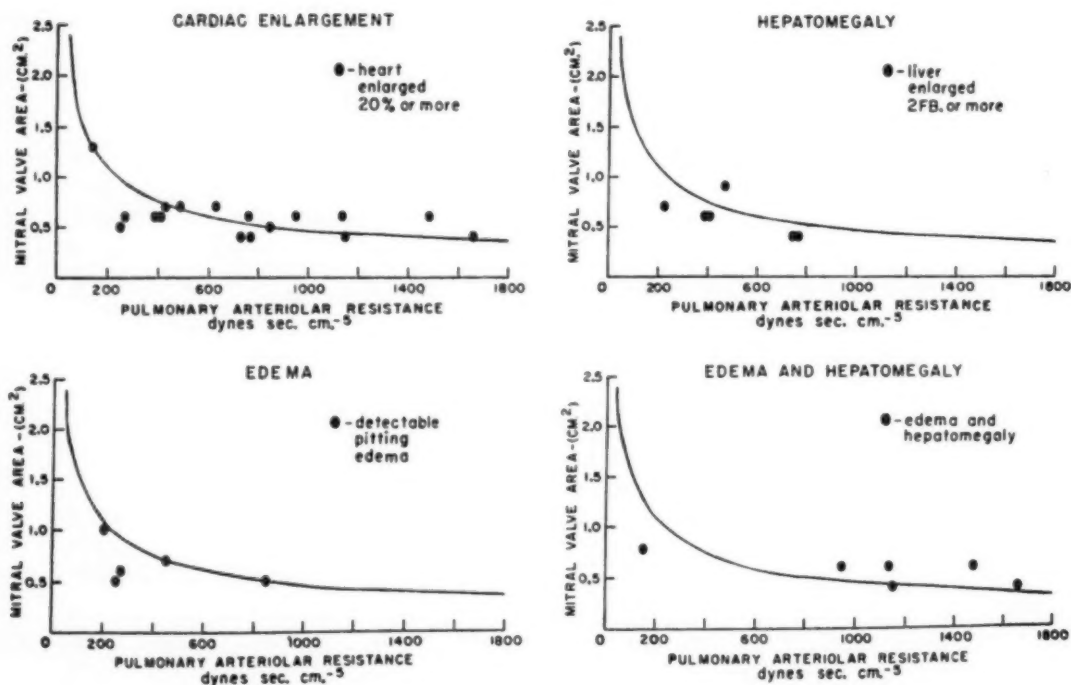 CARDIAC ENLARGEMENT
2.5
2.0
1.5
1.0
0.5
0
MITRAL VALVE AREA-(CM.²)
- heart
enlarged
20% or more
200 600 1000 1400 1800
PULMONARY ARTERIOLAR RESISTANCE
dynes sec. cm.⁻⁵
HEPATOMEGALY
2.5
2.0
1.5
1.0
0.5
0
MITRAL VALVE AREA-(CM.²)
- liver
enlarged
2FB. or more
200 600 1000 1400 1800
PULMONARY ARTERIOLAR RESISTANCE
dynes sec. cm.⁻⁵
EDEMA
2.5
2.0
1.5
1.0
0.5
0
MITRAL VALVE AREA-(CM.²)
- detectable
pitting
edema
200 600 1000 1400 1800
PULMONARY ARTERIOLAR RESISTANCE
dynes sec. cm.⁻⁵
EDEMA AND HEPATOMEGALY
2.5
2.0
1.5
1.0
0.5
0
MITRAL VALVE AREA-(CM.²)
- edema and
hepatomegaly
200 600 1000 1400 1800
PULMONARY ARTERIOLAR RESISTANCE
dynes sec. cm.⁻⁵